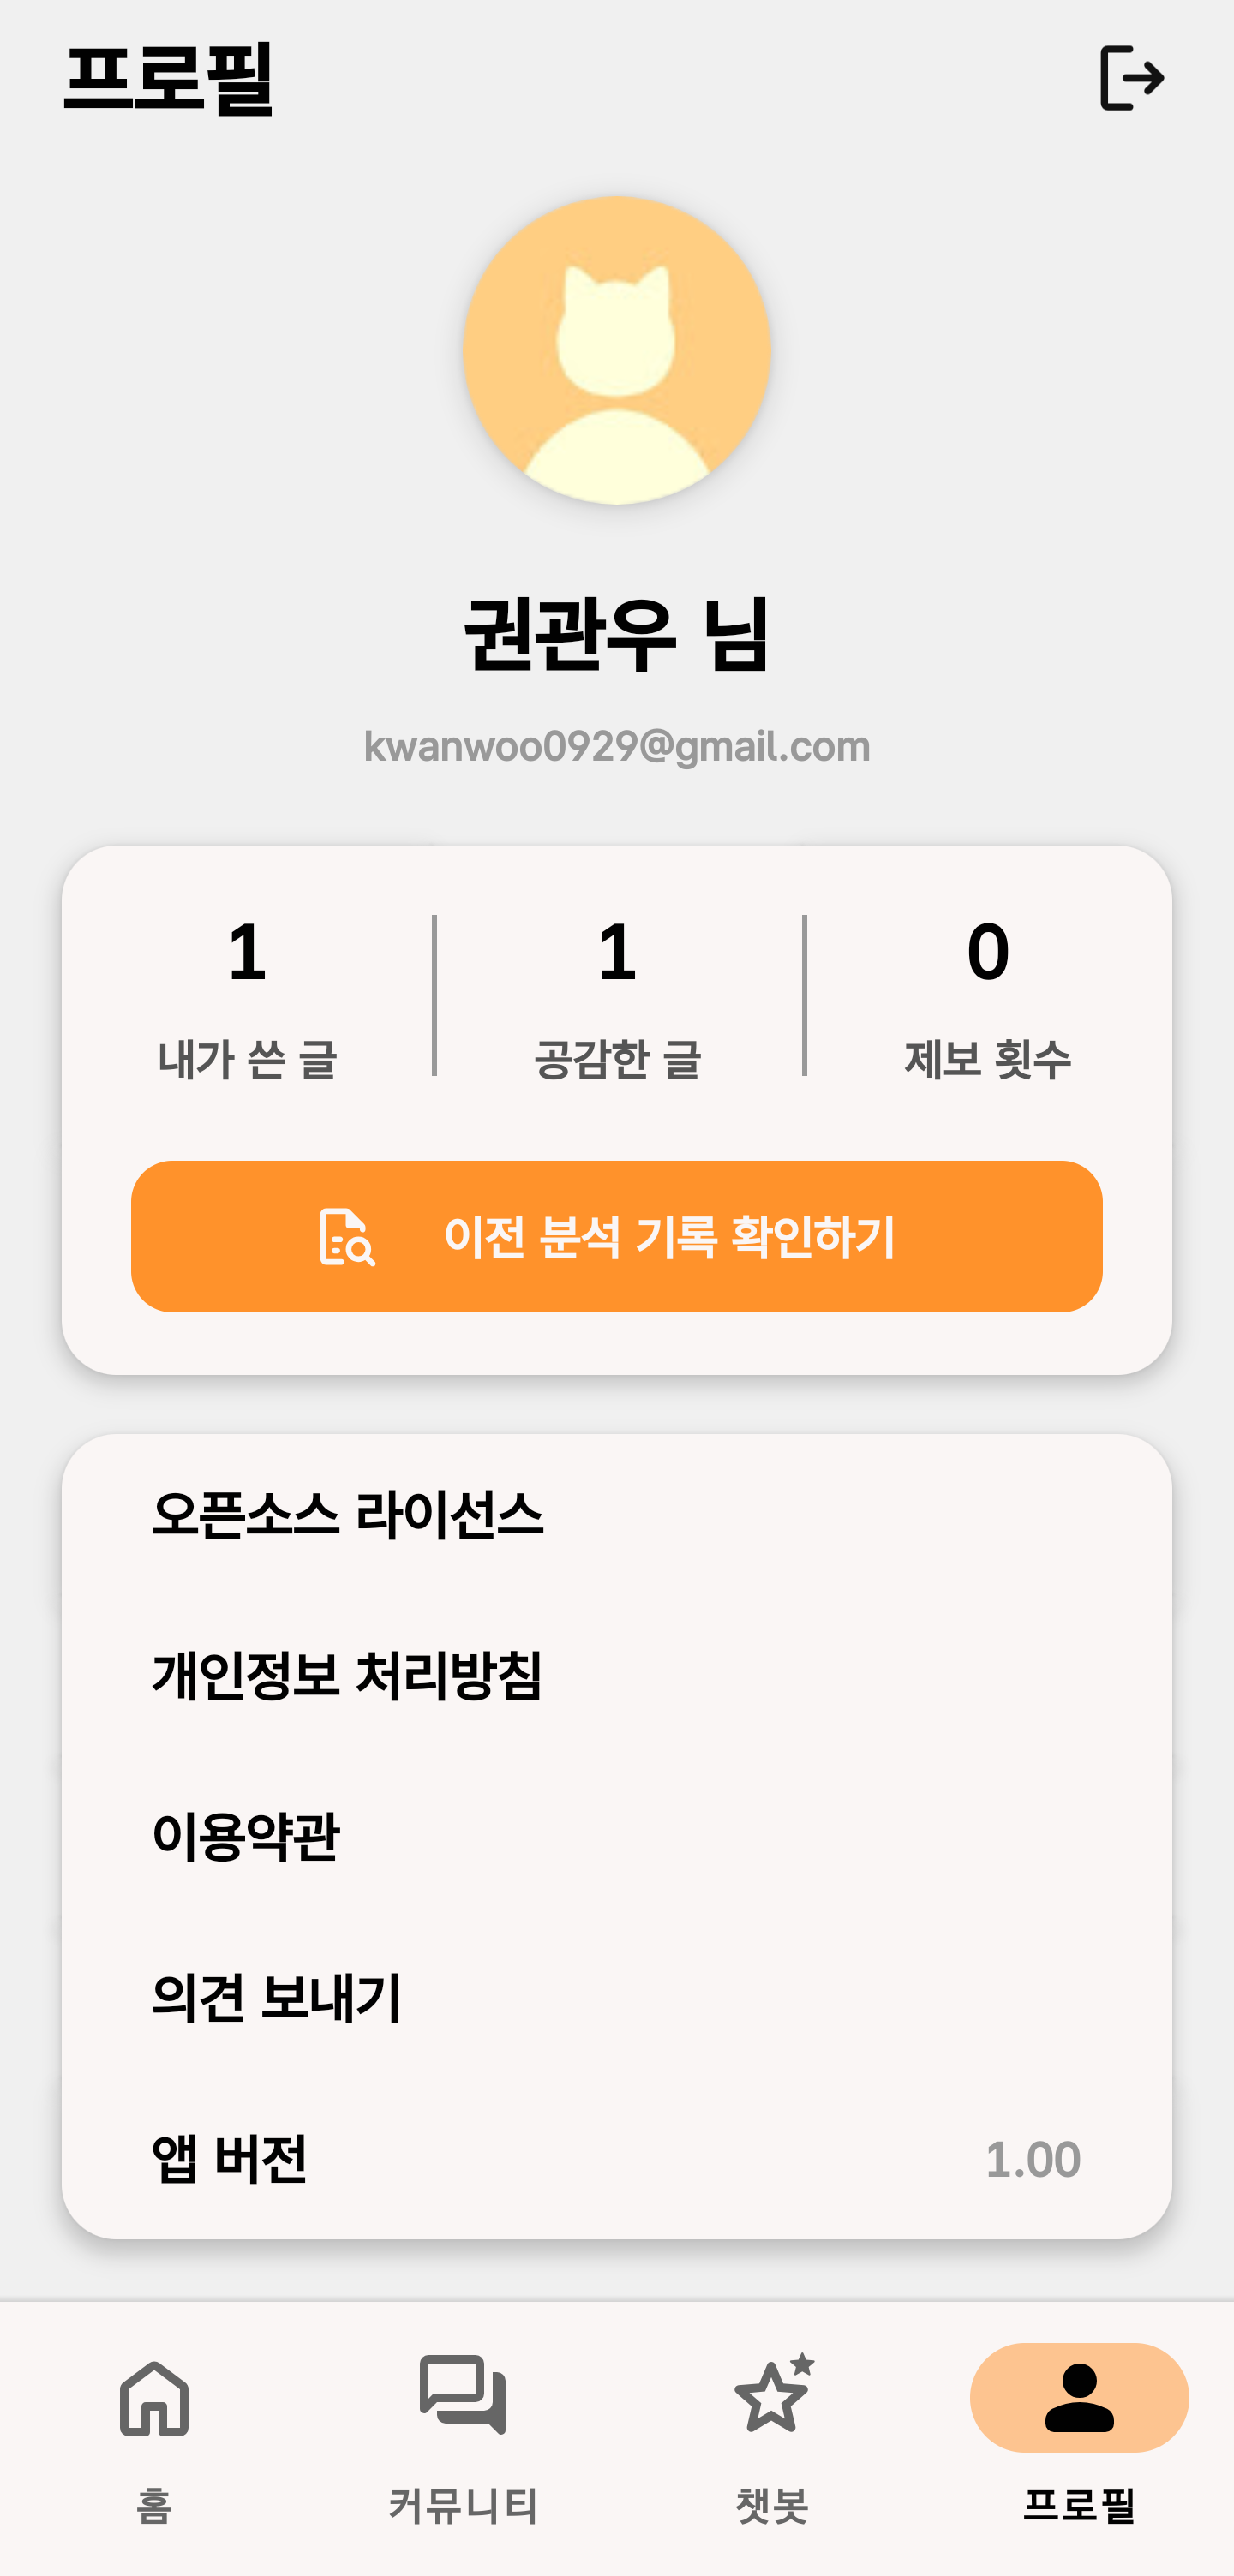 프로필
권관우 님
kwanwoo0929@gmail.com
1 1 0
내가 쓴 글 공감한 글 제보 횟수
이전 분석 기록 확인하기
오픈소스 라이선스
개인정보 처리방침
이용약관
의견 보내기
앱 버전 1.00
홈 커뮤니티 챗봇 프로필